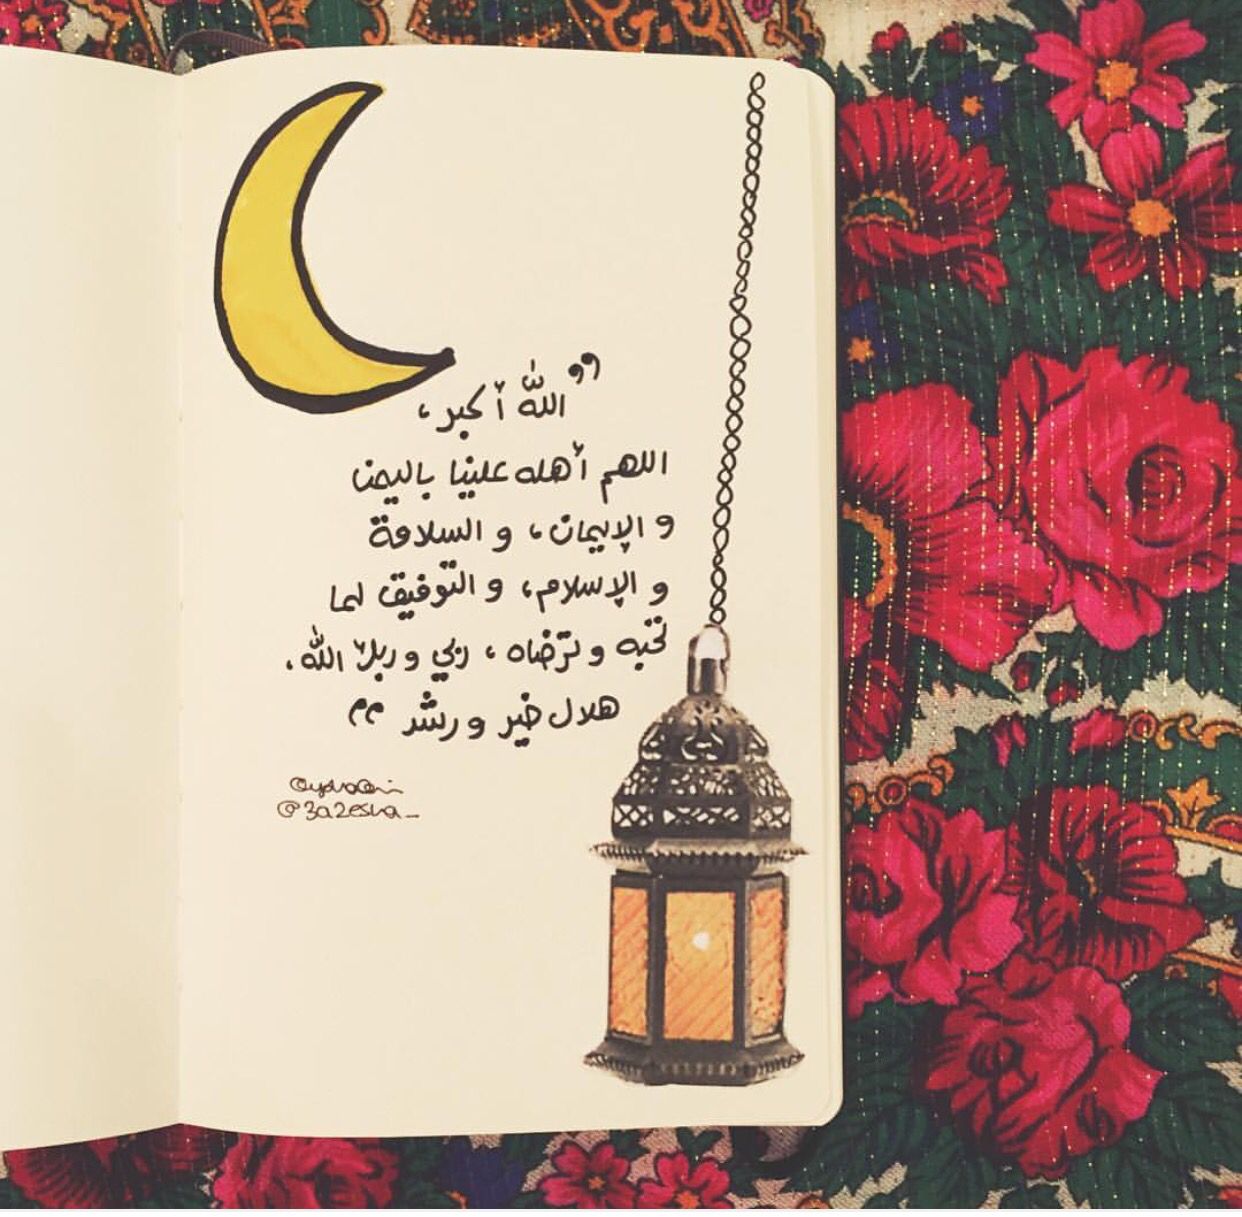 ”الله أكبر،
اللهم أهله علينا باليمن
و الإيمان، و السلامة
و الإسلام، و التوفيق لما
تحبه و ترضاه، ربي و ربك الله.
هلال خير و رشد “
@3a2esha_